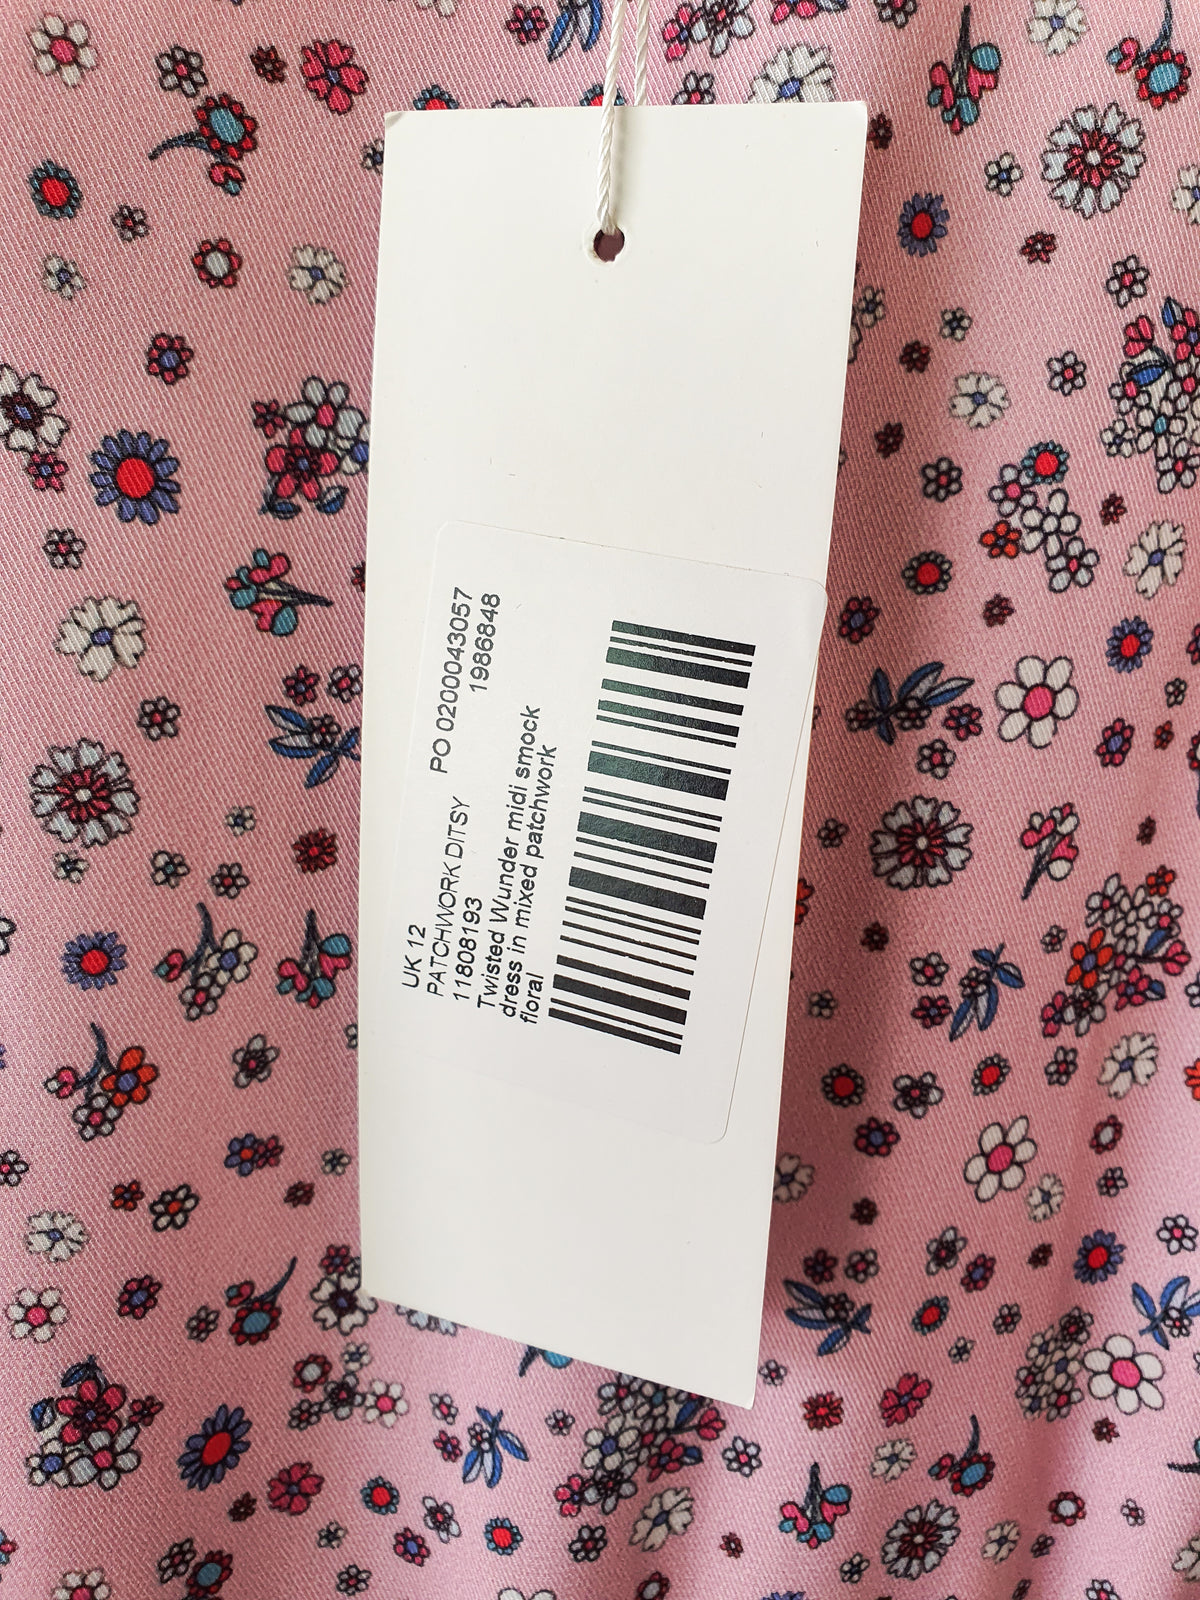 UK 12
PATCHWORK DITSY PO 0200043057
11808193 1986848
Twisted Wunder midi smock
dress in mixed patchwork
floral